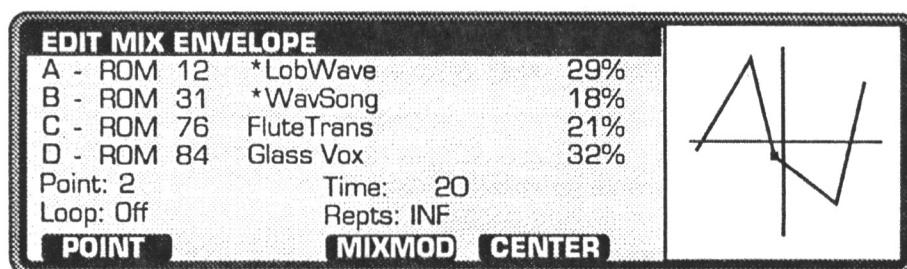 EDIT MIX ENVELOPE
A - ROM 12 *LobWave 29%
B - ROM 31 *WavSong 18%
C - ROM 76 FluteTrans 21%
D - ROM 84 Glass Vox 32%
Point: 2 Time: 20
Loop: Off Repts: INF
POINT MIXMOD CENTER